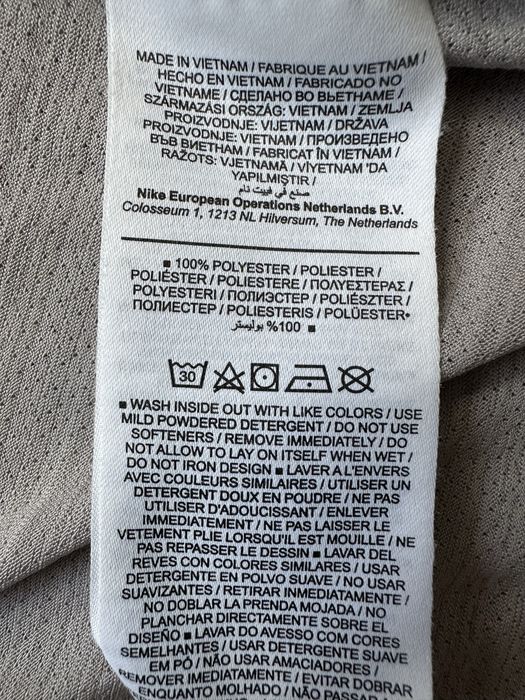 MADE IN VIETNAM / FABRIQUE AU VIETNAM /
HECHO EN VIETNAM / FABRICADO NO
VIETNAME / СДЕЛАНО ВО ВЬЕТНАМЕ /
SZÁRMAZÁSI ORSZÁG: VIETNAM / ZEMLJA
PROIZVODNJE: VIJETNAM / DRŽAVA
PROIZVODNJE: VIETNAM / ПРОИЗВЕДЕНО
ВЪВ ВИЕТНАМ / FABRICAT ÎN VIETNAM /
RAŽOTS: VJETNAMĀ / VİYETNAM 'DA
YAPILMIŞTIR /
صنع في فييت نام
Nike European Operations Netherlands B.V.
Colosseum 1, 1213 NL Hilversum, The Netherlands
■ 100% POLYESTER / POLIESTER /
POLIÉSTER / POLIESTERE / ΠΟΛΥΕΣΤΕΡΑΣ /
POLYESTERI / ПОЛИЭСТЕР / POLIÉSZTER /
ПОЛИЕСТЕР / POLIESTERIS / POLÜESTER•
■ 100% بوليستر
30
■ WASH INSIDE OUT WITH LIKE COLORS / USE
MILD POWDERED DETERGENT / DO NOT USE
SOFTENERS / REMOVE IMMEDIATELY / DO
NOT ALLOW TO LAY ON ITSELF WHEN WET /
DO NOT IRON DESIGN ■ LAVER A L'ENVERS
AVEC COULEURS SIMILAIRES / UTILISER UN
DETERGENT DOUX EN POUDRE / NE PAS
UTILISER D'ADOUCISSANT / ENLEVER
IMMEDIATEMENT / NE PAS LAISSER LE
VETEMENT PLIE LORSQU'IL EST MOUILLE / NE
PAS REPASSER LE DESSIN ■ LAVAR DEL
REVES CON COLORES SIMILARES / USAR
DETERGENTE EN POLVO SUAVE / NO USAR
SUAVIZANTES / RETIRAR INMEDIATAMENTE /
NO DOBLAR LA PRENDA MOJADA / NO
PLANCHAR DIRECTAMENTE SOBRE EL
DISEÑO ■ LAVAR DO AVESSO COM CORES
SEMELHANTES / USAR DETERGENTE SUAVE
EM PÓ / NÃO USAR AMACIADORES /
REMOVER IMEDIATAMENTE / EVITAR DOBRAR
ENQUANTO MOLHADO / NÃO PASSAR